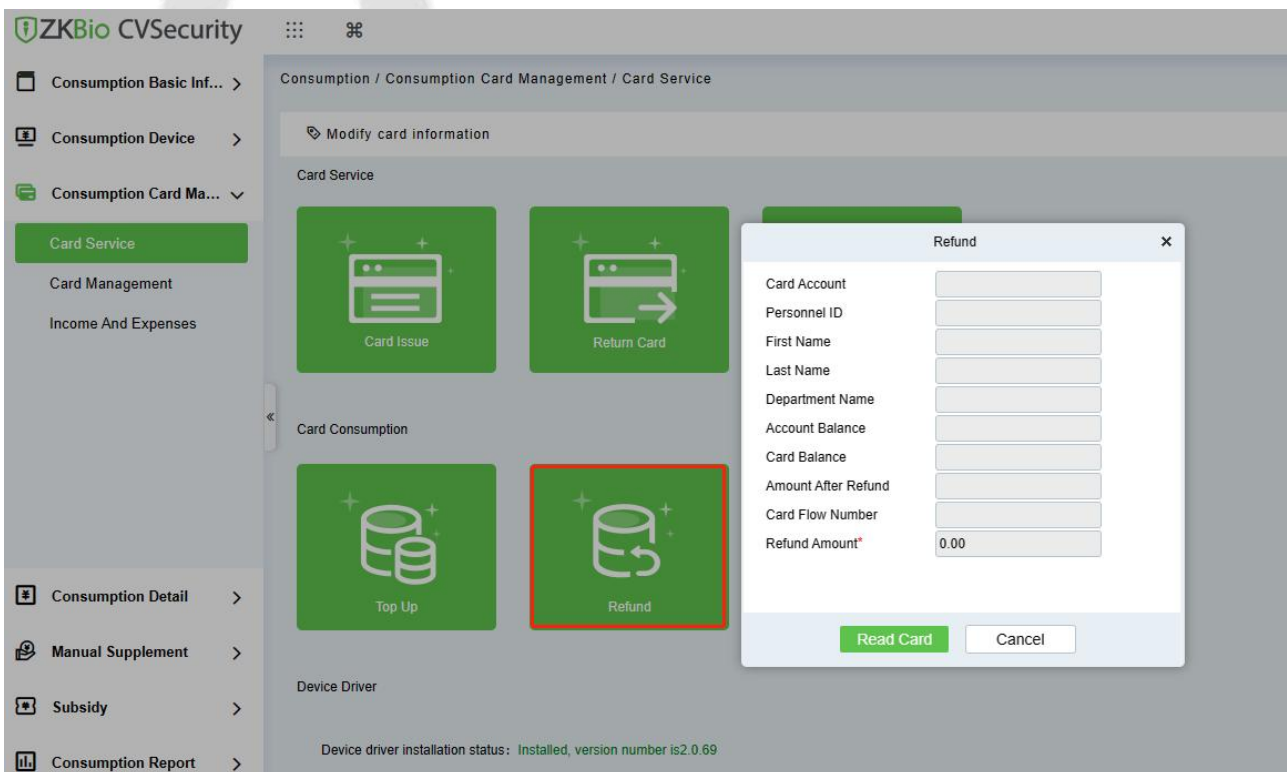 ZKBio CVSecurity
Consumption Basic Inf...
Consumption Device
Consumption Card Ma...
Card Service
Card Management
Income And Expenses
Consumption Detail
Manual Supplement
Subsidy
Consumption Report
Consumption / Consumption Card Management / Card Service
Modify card information
Card Service
Card Issue
Return Card
Card Consumption
Top Up
Refund
Device Driver
Device driver installation status: Installed, version number is2.0.69
Refund
Card Account
Personnel ID
First Name
Last Name
Department Name
Account Balance
Card Balance
Amount After Refund
Card Flow Number
Refund Amount* 0.00
Read Card Cancel